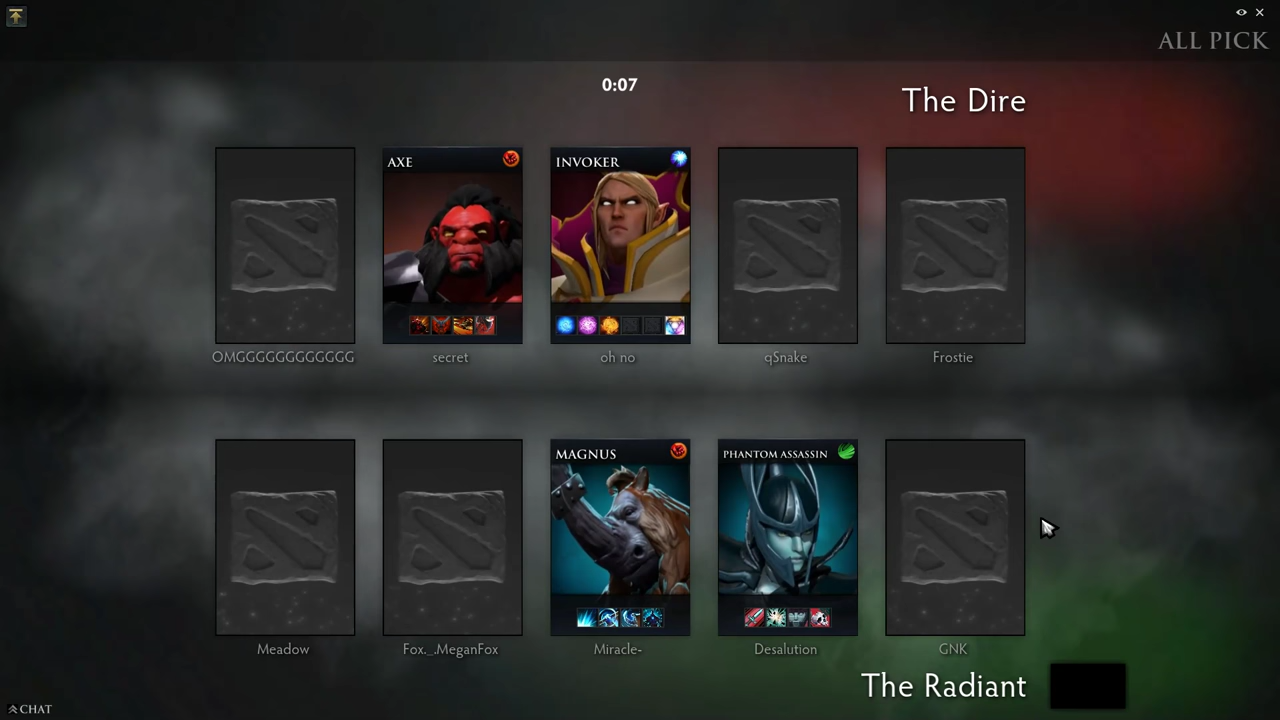 ALL PICK
0:07
The Dire
AXE
INVOKER
OMGGGGGGGGGGGG
secret
oh no
qSnake
Frostie
MAGNUS
PHANTOM ASSASSIN
Meadow
Fox._.MeganFox
Miracle-
Desalution
GNK
The Radiant
CHAT